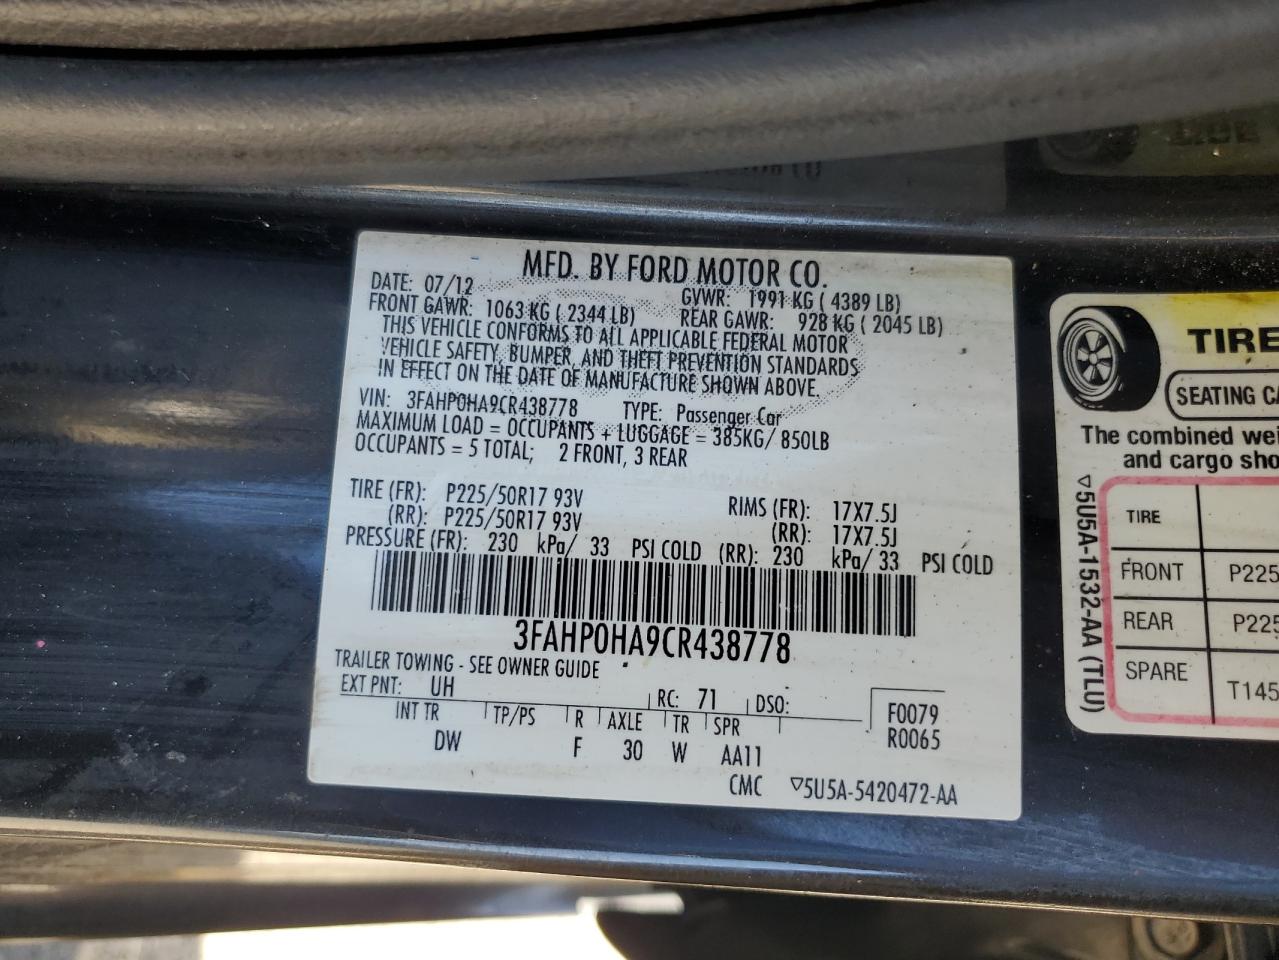 MFD. BY FORD MOTOR CO.
DATE: 07/12 GVWR: 1991 KG ( 4389 LB)
FRONT GAWR: 1063 KG ( 2344 LB) REAR GAWR: 928 KG ( 2045 LB)
THIS VEHICLE CONFORMS TO ALL APPLICABLE FEDERAL MOTOR
VEHICLE SAFETY, BUMPER, AND THEFT PREVENTION STANDARDS
IN EFFECT ON THE DATE OF MANUFACTURE SHOWN ABOVE.
VIN: 3FAHP0HA9CR438778 TYPE: Passenger Car
MAXIMUM LOAD = OCCUPANTS + LUGGAGE = 385KG/ 850LB
OCCUPANTS = 5 TOTAL; 2 FRONT, 3 REAR
TIRE (FR): P225/50R17 93V RIMS (FR): 17X7.5J
(RR): P225/50R17 93V (RR): 17X7.5J
PRESSURE (FR): 230 kPa/ 33 PSI COLD (RR): 230 kPa/ 33 PSI COLD
3FAHP0HA9CR438778
TRAILER TOWING - SEE OWNER GUIDE
EXT PNT: UH RC: 71 DSO:
INT TR TP/PS R AXLE TR SPR F0079
DW F 30 W AA11 R0065
CMC ▽5U5A-5420472-AA
TIRE
SEATING CA
The combined wei
and cargo sho
TIRE
FRONT P225
REAR P225
SPARE T145
▽5U5A-1532-AA (TLU)